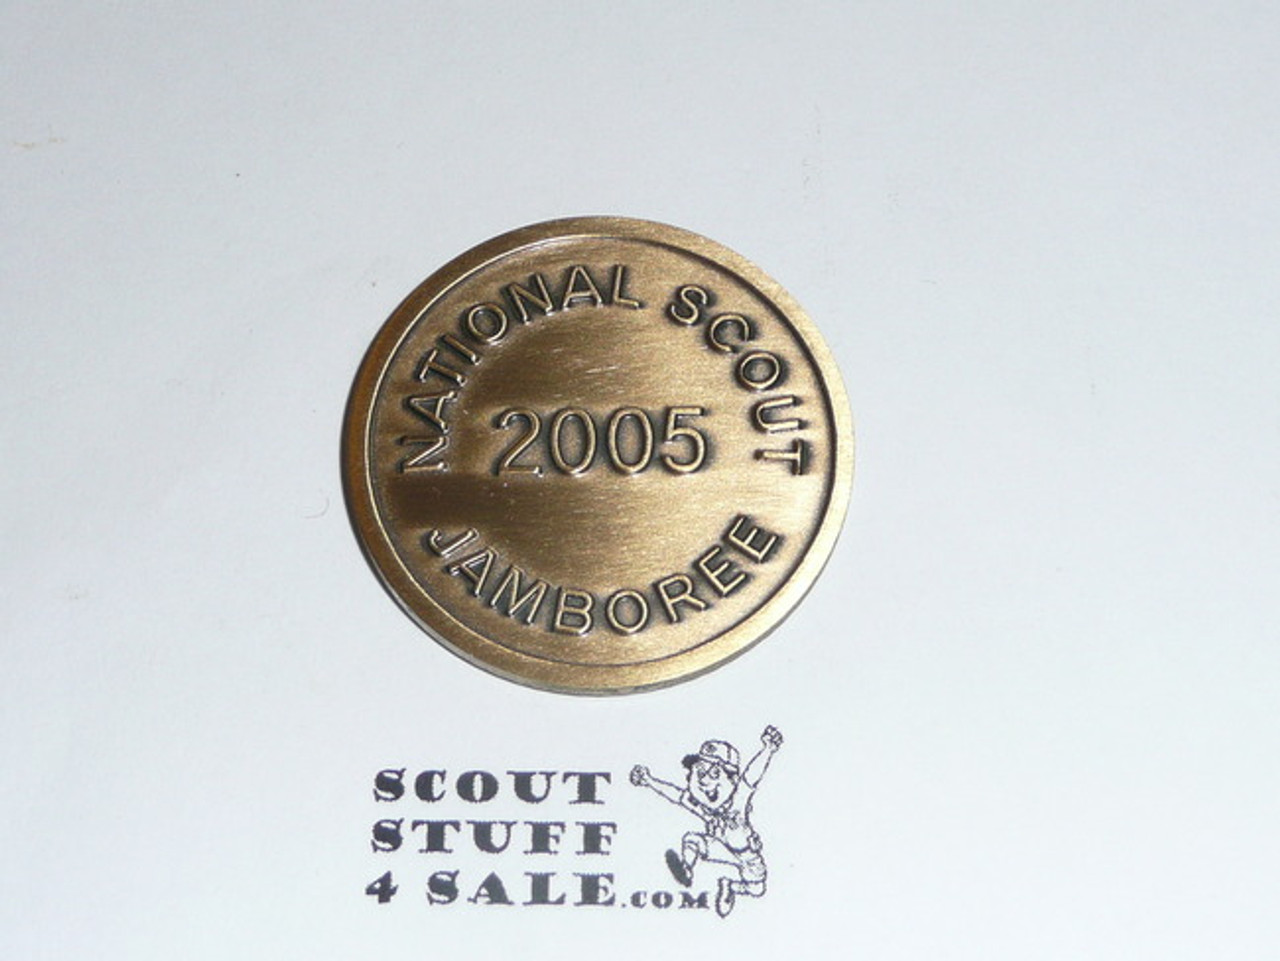 NATIONAL SCOUT
2005
JAMBOREE
SCOUT
STUFF
4 SALE.COM